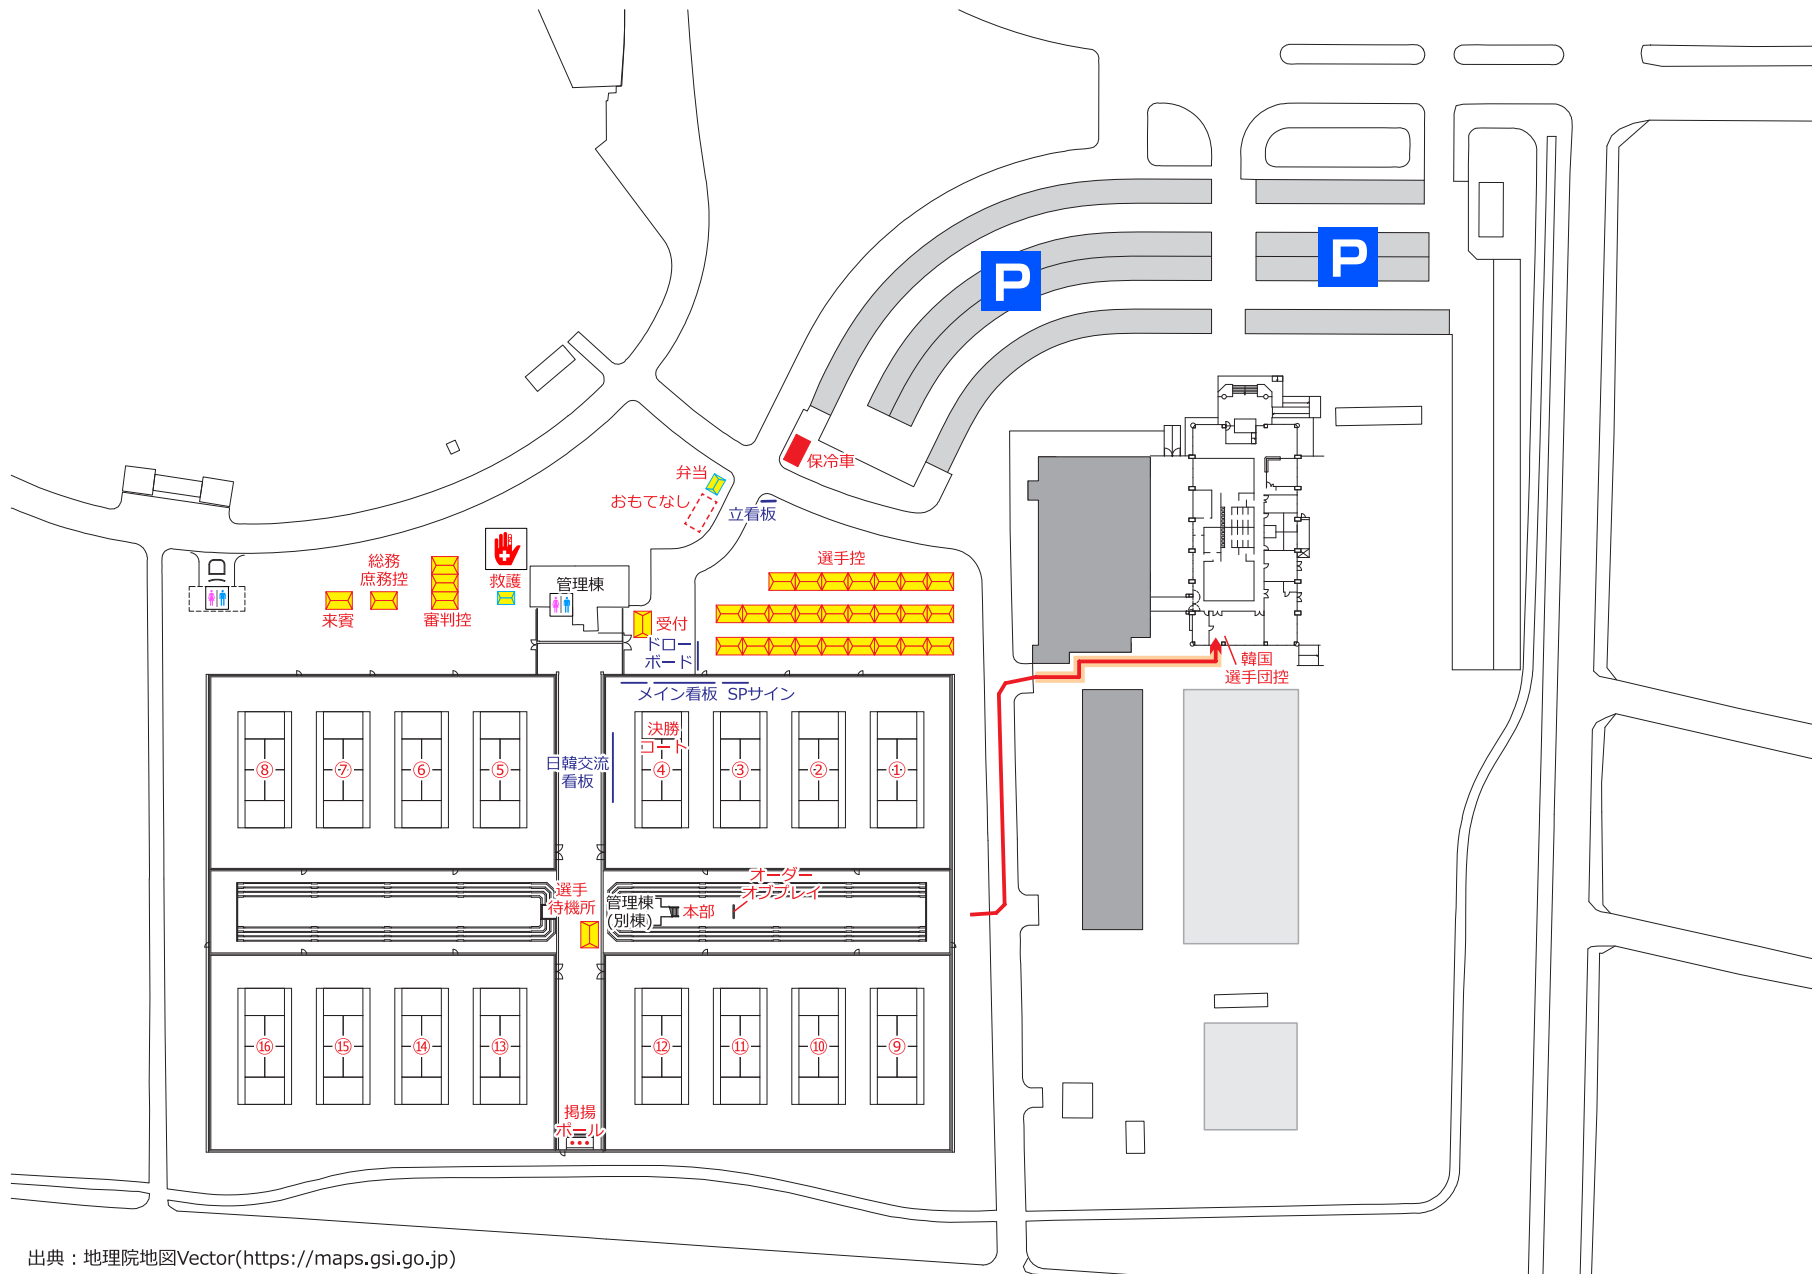 P
P
保冷車
弁当
おもてなし
立看板
総務
庶務控
救護
管理棟
選手控
来賓
審判控
受付
ドロー
ボード
韓国
選手団控
メイン看板
SPサイン
決勝
コート
日韓交流
看板
⑧
⑦
⑥
⑤
④
③
②
①
選手
待機所
管理棟
(別棟)
本部
オーダー
オブプレイ
⑯
⑮
⑭
⑬
⑫
⑪
⑩
⑨
掲揚
ポール
出典：地理院地図Vector(https://maps.gsi.go.jp)